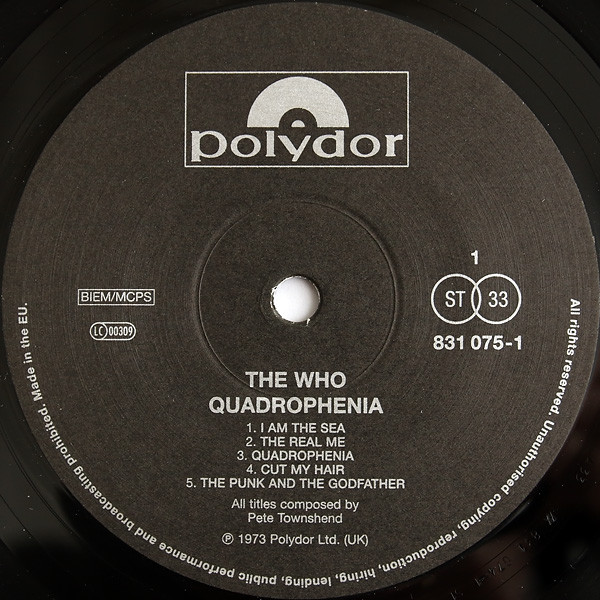 polydor
1
ST 33
831 075-1
BIEM/MCPS
LC 00309
THE WHO
QUADROPHENIA
1. I AM THE SEA
2. THE REAL ME
3. QUADROPHENIA
4. CUT MY HAIR
5. THE PUNK AND THE GODFATHER
All titles composed by
Pete Townshend
℗ 1973 Polydor Ltd. (UK)
All rights reserved. Unauthorised copying, reproduction, hiring, lending, public performance and broadcasting prohibited. Made in the EU.